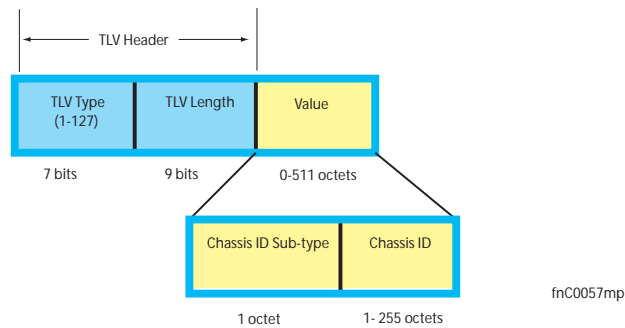 TLV Header
TLV Type
(1-127)
TLV Length
Value
7 bits
9 bits
0-511 octets
Chassis ID Sub-type
Chassis ID
fnC0057mp
1 octet
1- 255 octets